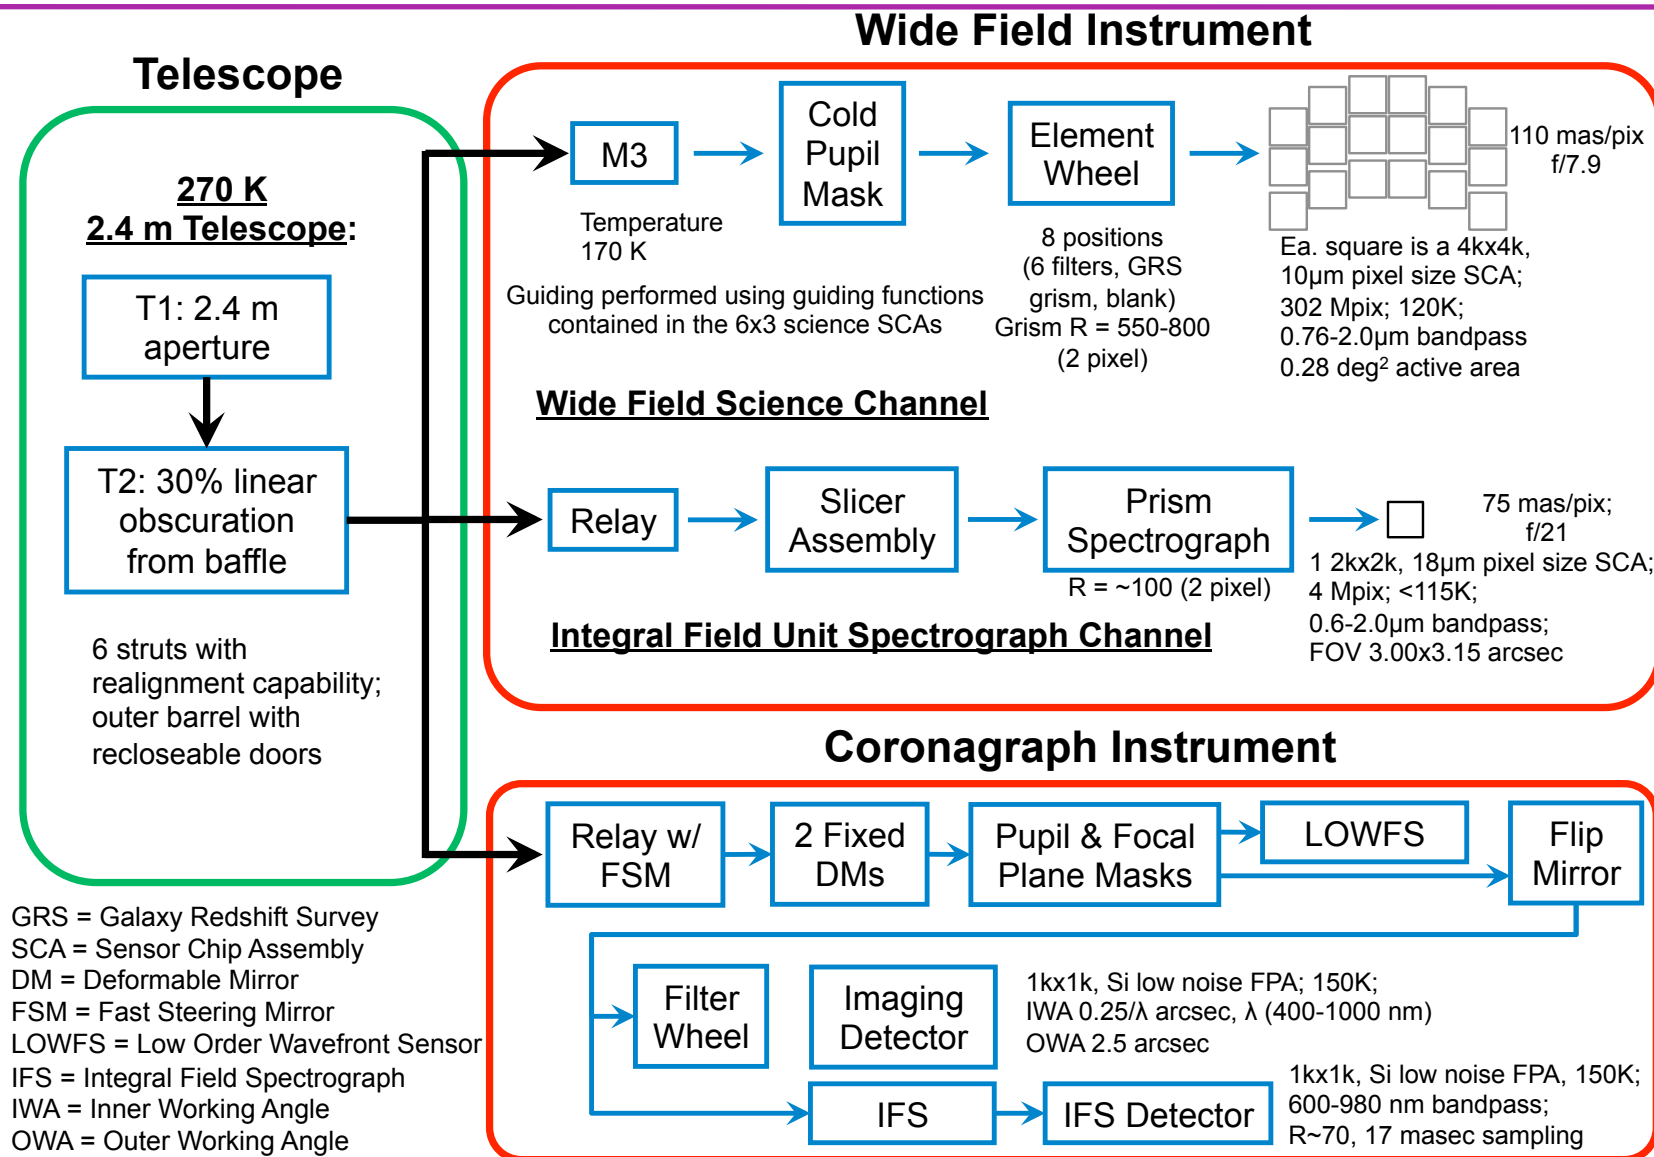 Wide Field Instrument
Telescope
270 K
2.4 m Telescope:
T1: 2.4 m
aperture
T2: 30% linear
obscuration
from baffle
6 struts with
realignment capability;
outer barrel with
recloseable doors
M3
Temperature
170 K
Cold
Pupil
Mask
Element
Wheel
8 positions
(6 filters, GRS
grism, blank)
Grism R = 550-800
(2 pixel)
Guiding performed using guiding functions
contained in the 6x3 science SCAs
110 mas/pix
f/7.9
Ea. square is a 4kx4k,
10µm pixel size SCA;
302 Mpix; 120K;
0.76-2.0µm bandpass
0.28 deg² active area
Wide Field Science Channel
Relay
Slicer
Assembly
Prism
Spectrograph
R = ~100 (2 pixel)
75 mas/pix;
f/21
1 2kx2k, 18µm pixel size SCA;
4 Mpix; <115K;
0.6-2.0µm bandpass;
FOV 3.00x3.15 arcsec
Integral Field Unit Spectrograph Channel
Coronagraph Instrument
Relay w/
FSM
2 Fixed
DMs
Pupil & Focal
Plane Masks
LOWFS
Flip
Mirror
Filter
Wheel
Imaging
Detector
1kx1k, Si low noise FPA; 150K;
IWA 0.25/λ arcsec, λ (400-1000 nm)
OWA 2.5 arcsec
IFS
IFS Detector
1kx1k, Si low noise FPA, 150K;
600-980 nm bandpass;
R~70, 17 masec sampling
GRS = Galaxy Redshift Survey
SCA = Sensor Chip Assembly
DM = Deformable Mirror
FSM = Fast Steering Mirror
LOWFS = Low Order Wavefront Sensor
IFS = Integral Field Spectrograph
IWA = Inner Working Angle
OWA = Outer Working Angle